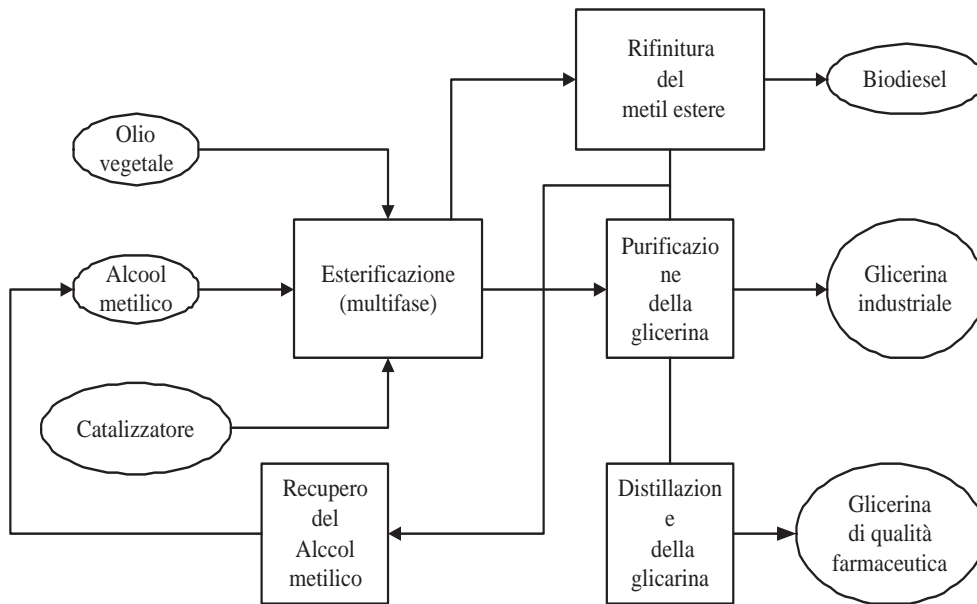 Rifinitura
del
metil estere
Biodiesel
Olio
vegetale
Alcool
metilico
Esterificazione
(multifase)
Purificazio
ne
della
glicerina
Glicerina
industriale
Catalizzatore
Recupero
del
Alccol
metilico
Distillazion
e
della
glicarina
Glicerina
di qualità
farmaceutica